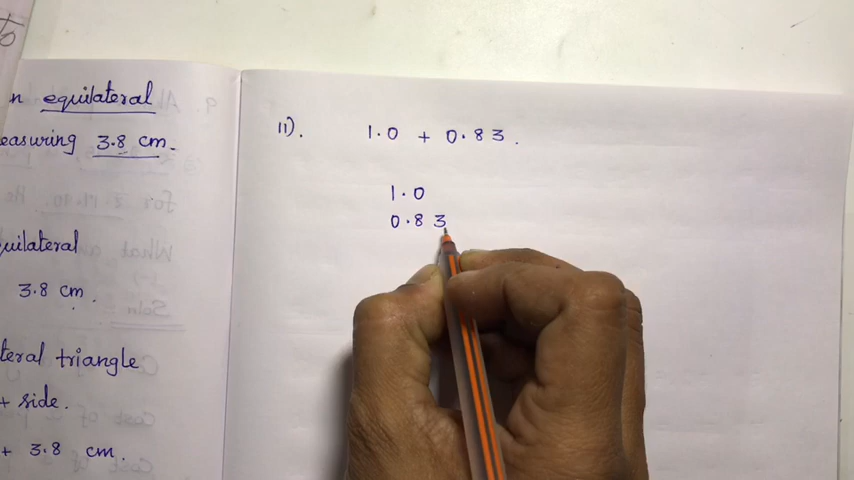 n equilateral
easuring 3.8 cm.
uilateral
3.8 cm.
teral triangle
+ side.
+ 3.8 cm.
11). 1.0 + 0.83.
1.0
0.83